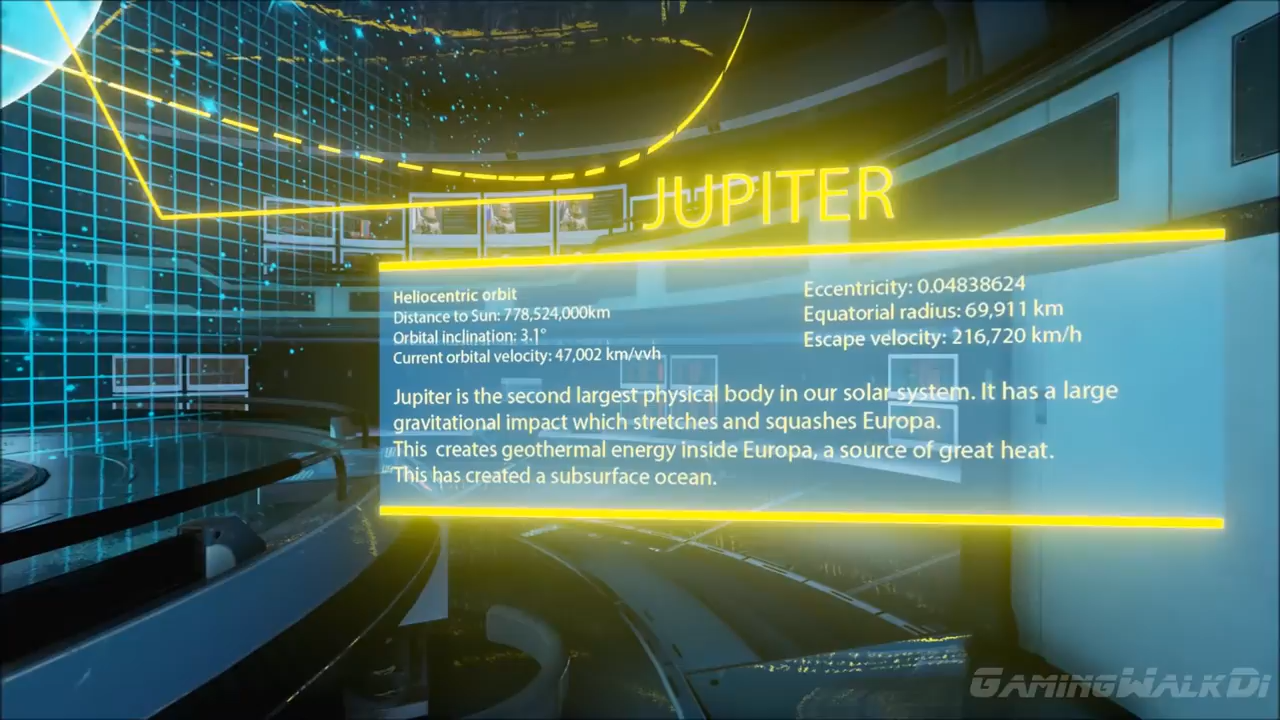 JUPITER
Heliocentric orbit
Distance to Sun: 778,524,000km
Orbital inclination: 3.1°
Current orbital velocity: 47,002 km/vvh
Eccentricity: 0.04838624
Equatorial radius: 69,911 km
Escape velocity: 216,720 km/h
Jupiter is the second largest physical body in our solar system. It has a large
gravitational impact which stretches and squashes Europa.
This creates geothermal energy inside Europa, a source of great heat.
This has created a subsurface ocean.
GamingWalkDi